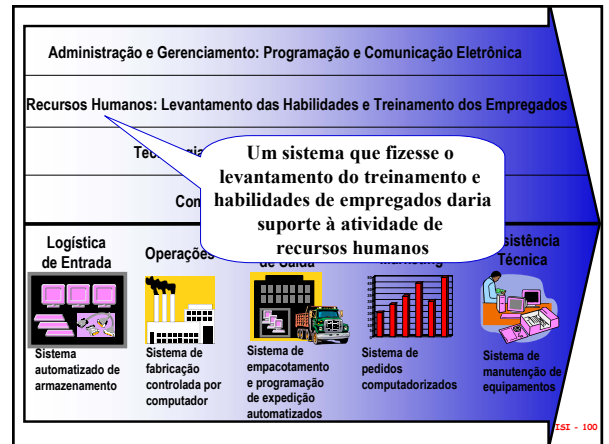 Administração e Gerenciamento: Programação e Comunicação Eletrônica
Recursos Humanos: Levantamento das Habilidades e Treinamento dos Empregados
Um sistema que fizesse o
levantamento do treinamento e
habilidades de empregados daria
suporte à atividade de
recursos humanos
Logística
de Entrada
Operações
de Saída
Marketing
Técnica
Sistema
automatizado de
armazenamento
Sistema de
fabricação
controlada por
computador
Sistema de
empacotamento
e programação
de expedição
automatizados
Sistema de
pedidos
computadorizados
Sistema de
manutenção de
equipamentos
ISI - 100